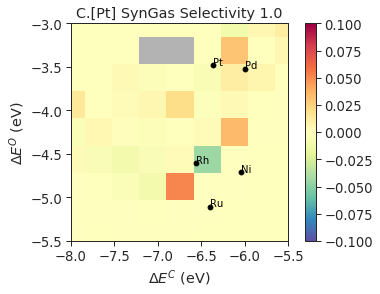 C.[Pt] SynGas Selectivity 1.0
−3.0
−3.5
−4.0
−4.5
−5.0
−5.5
ΔE^O (eV)
Pt
Pd
Rh
Ni
Ru
−8.0 −7.5 −7.0 −6.5 −6.0 −5.5
ΔE^C (eV)
0.100
0.075
0.050
0.025
0.000
−0.025
−0.050
−0.075
−0.100